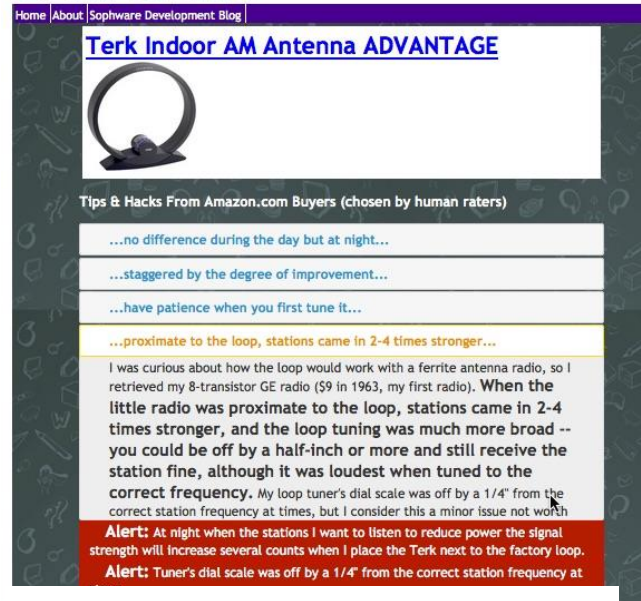 Home About Sophware Development Blog
Terk Indoor AM Antenna ADVANTAGE
Tips & Hacks From Amazon.com Buyers (chosen by human raters)
...no difference during the day but at night...
...staggered by the degree of improvement...
...have patience when you first tune it...
...proximate to the loop, stations came in 2-4 times stronger...
I was curious about how the loop would work with a ferrite antenna radio, so I
retrieved my 8-transistor GE radio ($9 in 1963, my first radio). When the
little radio was proximate to the loop, stations came in 2-4
times stronger, and the loop tuning was much more broad --
you could be off by a half-inch or more and still receive the
station fine, although it was loudest when tuned to the
correct frequency. My loop tuner's dial scale was off by a 1/4" from the
correct station frequency at times, but I consider this a minor issue not worth
Alert: At night when the stations I want to listen to reduce power the signal
strength will increase several counts when I place the Terk next to the factory loop.
Alert: Tuner's dial scale was off by a 1/4" from the correct station frequency at